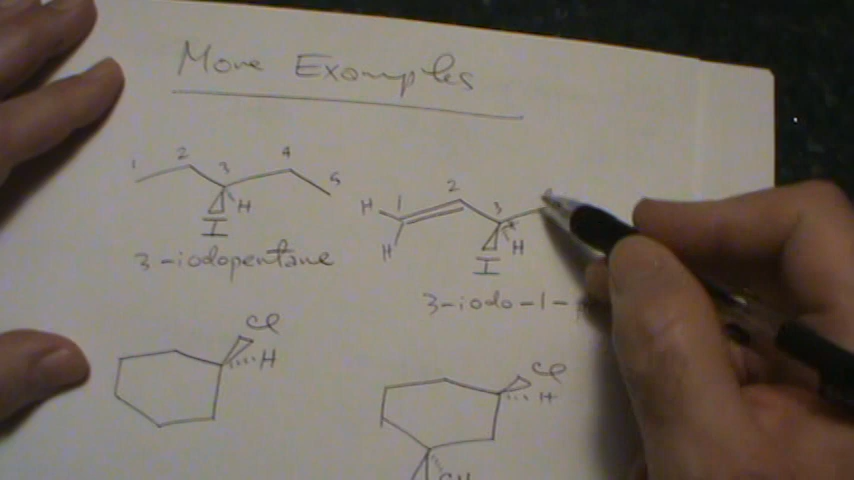 More Examples
1 2 3 4 5
H
I
3-iodopentane
H 1 2 3
H
H
I
3-iodo-1-
Cl
H
Cl
H